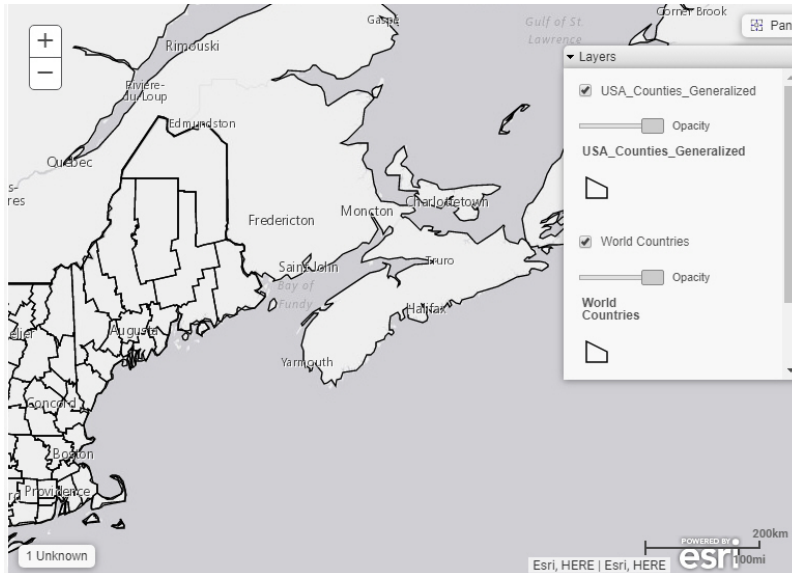 Gaspé
Corner Brook
Gulf of St.
Lawrence
Pan
Rimouski
+
−
Rivière-
du-Loup
Edmundston
Québec
Fredericton
Moncton
Charlottetown
Saint John
Truro
Bay of
Fundy
Halifax
Augusta
Yarmouth
Concord
Boston
Providence
Layers
USA_Counties_Generalized
Opacity
USA_Counties_Generalized
World Countries
Opacity
World
Countries
1 Unknown
Esri, HERE | Esri, HERE
POWERED BY
esri
200km
100mi